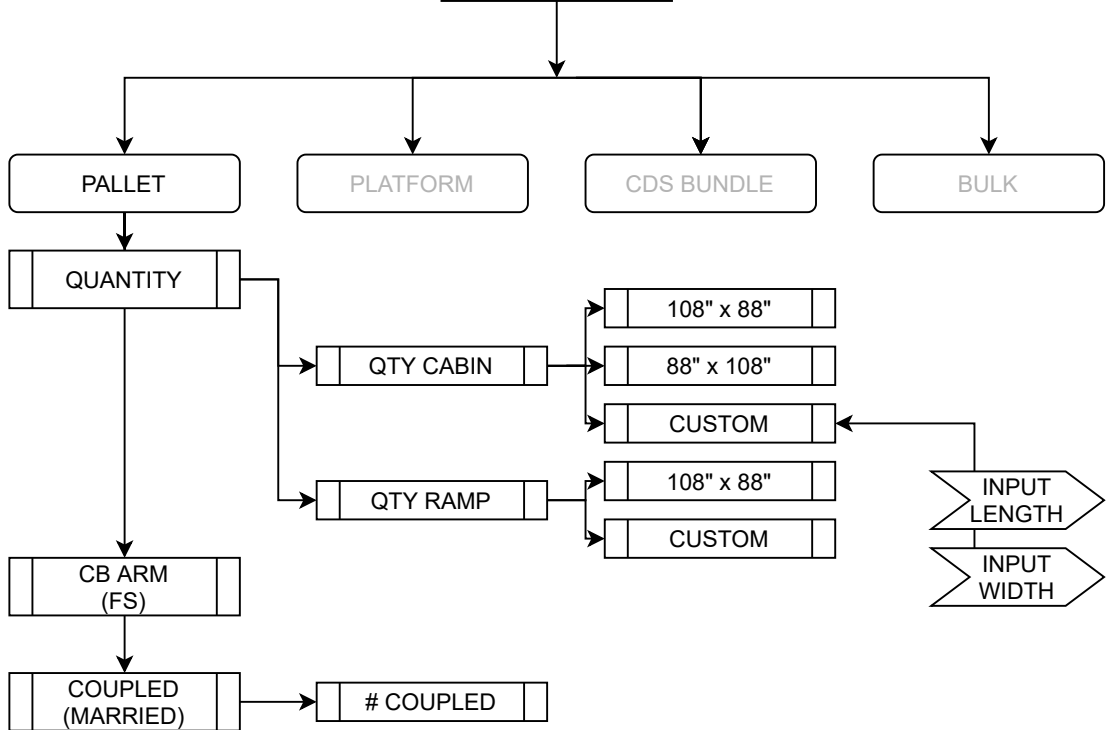 PALLET
PLATFORM
CDS BUNDLE
BULK
QUANTITY
108" x 88"
QTY CABIN
88" x 108"
CUSTOM
QTY RAMP
108" x 88"
INPUT
LENGTH
CUSTOM
CB ARM
(FS)
INPUT
WIDTH
COUPLED
(MARRIED)
# COUPLED